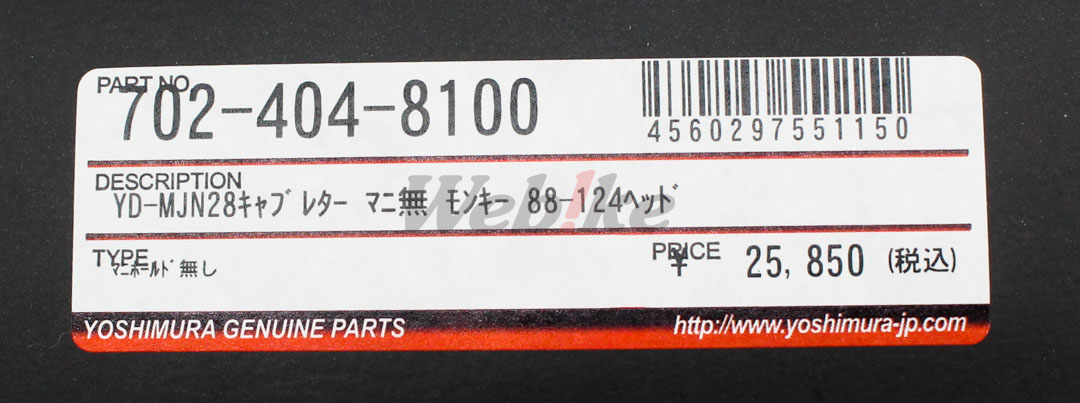 PART NO.
702-404-8100
4560297551150
DESCRIPTION
YD-MJN28ｷｬﾌﾞﾚﾀｰ ﾏﾆ無 ﾓﾝｷｰ 88-124ﾍｯﾄﾞ
Webike
TYPE
ﾏﾆﾎｰﾙﾄﾞ無し
PRICE
¥ 25,850 (税込)
YOSHIMURA GENUINE PARTS
http://www.yoshimura-jp.com